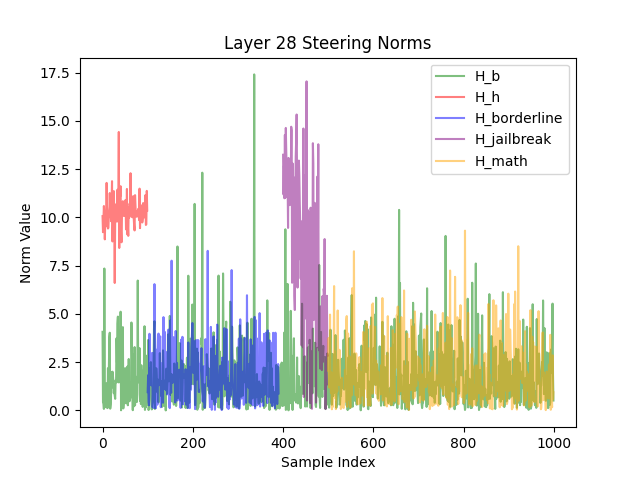 Layer 28 Steering Norms
Norm Value
17.5
15.0
12.5
10.0
7.5
5.0
2.5
0.0
H_b
H_h
H_borderline
H_jailbreak
H_math
0
200
400
600
800
1000
Sample Index